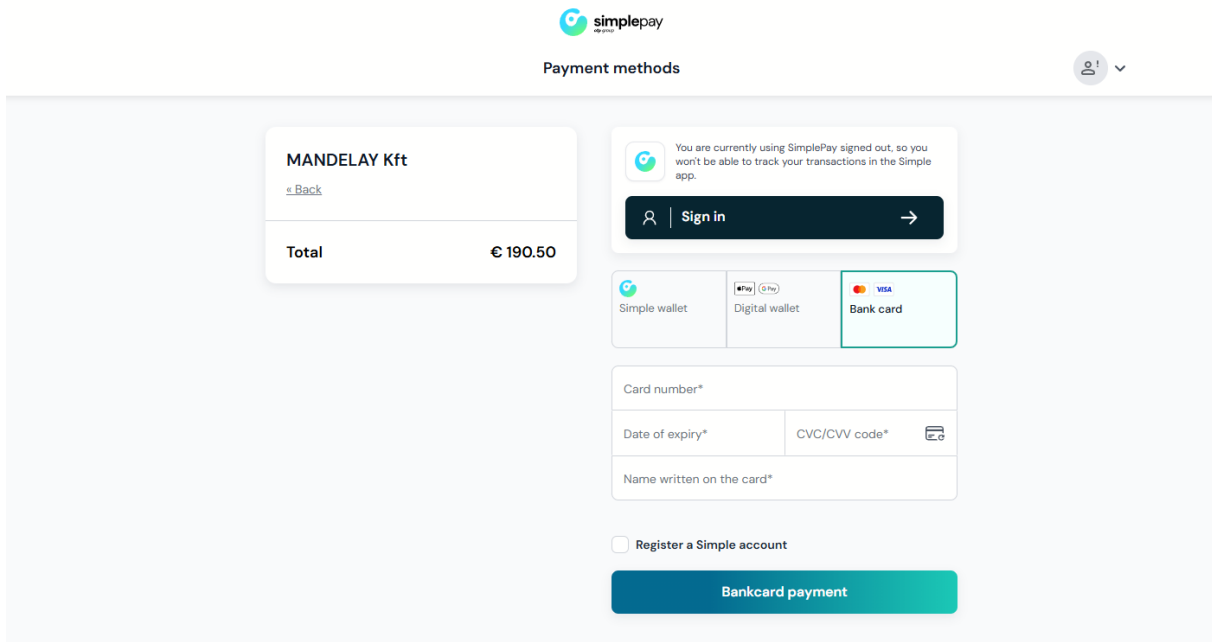 simplepay
otp group
Payment methods
MANDELAY Kft
« Back
Total
€ 190.50
You are currently using SimplePay signed out, so you
won't be able to track your transactions in the Simple
app.
Sign in
Simple wallet
Pay
G Pay
Digital wallet
VISA
Bank card
Card number*
Date of expiry*
CVC/CVV code*
Name written on the card*
Register a Simple account
Bankcard payment